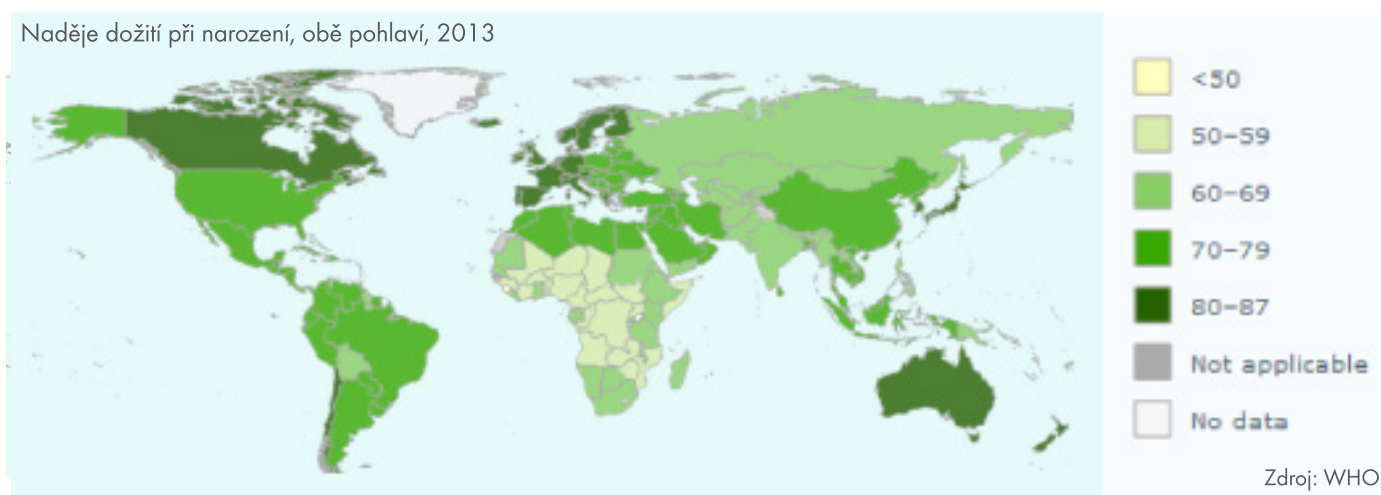 Naděje dožití při narození, obě pohlaví, 2013
<50
50–59
60–69
70–79
80–87
Not applicable
No data
Zdroj: WHO